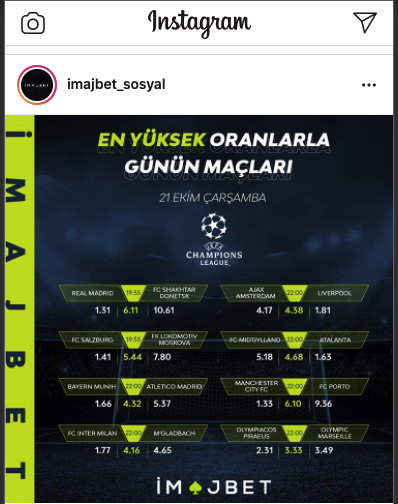 Instagram
imajbet_sosyal
İMAJBET
EN YÜKSEK ORANLARLA
GÜNÜN MAÇLARI
21 EKİM ÇARŞAMBA
UEFA
CHAMPIONS
LEAGUE
REAL MADRID 19:55 FC SHAKHTAR DONETSK
1.31 6.11 10.61
AJAX AMSTERDAM 22:00 LIVERPOOL
4.17 4.38 1.81
FC SALZBURG 19:55 FK LOKOMOTIV MOSKOVA
1.41 5.44 7.80
FC MIDTJYLLAND 22:00 ATALANTA
5.18 4.68 1.63
BAYERN MUNIH 22:00 ATLETICO MADRID
1.66 4.32 5.37
MANCHESTER CITY FC 22:00 FC PORTO
1.33 6.10 9.36
FC INTER MILAN 22:00 M'GLADBACH
1.77 4.16 4.65
OLYMPIACOS PIRAEUS 22:00 OLYMPIC MARSEILLE
2.31 3.33 3.49
İMAJBET